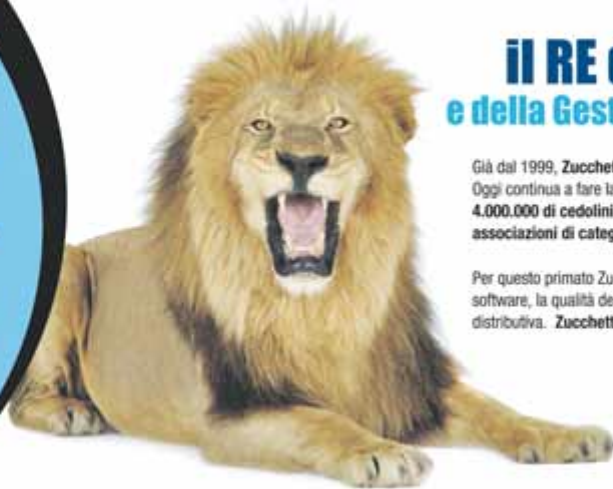 il RE
e della Gest
Già dal 1999, Zucchet
Oggi continua a fare la
4.000.000 di cedolini
associazioni di categ
Per questo primato Zu
software, la qualità de
distributiva. Zucchett